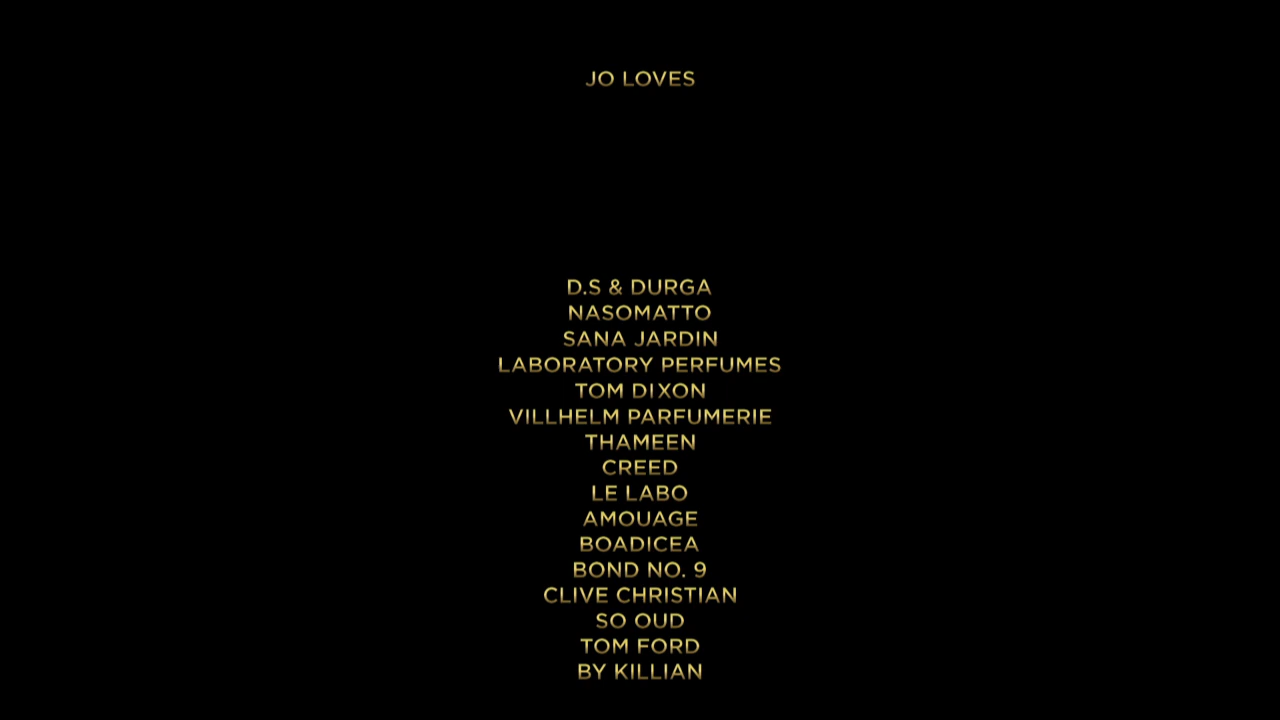 JO LOVES
D.S & DURGA
NASOMATTO
SANA JARDIN
LABORATORY PERFUMES
TOM DIXON
VILLHELM PARFUMERIE
THAMEEN
CREED
LE LABO
AMOUAGE
BOADICEA
BOND NO. 9
CLIVE CHRISTIAN
SO OUD
TOM FORD
BY KILLIAN